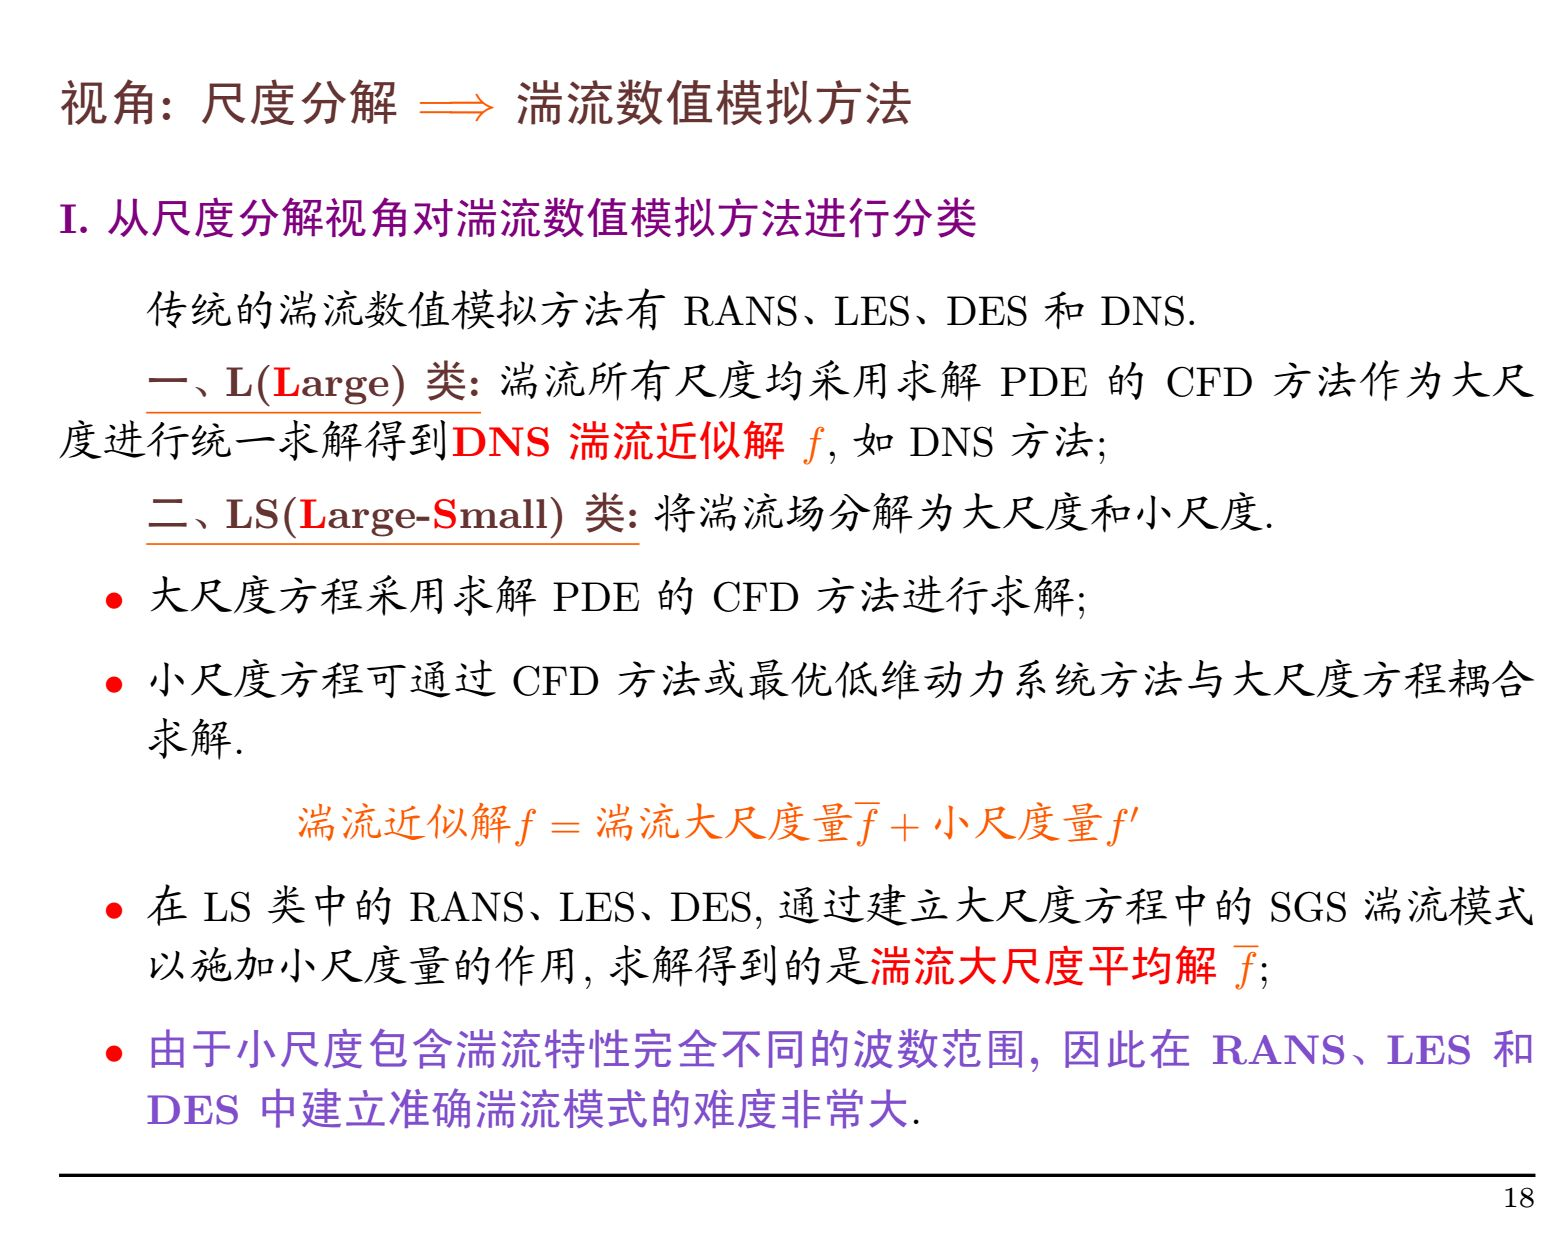 视角: 尺度分解 ⟹ 湍流数值模拟方法
I. 从尺度分解视角对湍流数值模拟方法进行分类
传统的湍流数值模拟方法有 RANS、LES、DES 和 DNS.
一、L(Large) 类: 湍流所有尺度均采用求解 PDE 的 CFD 方法作为大尺
度进行统一求解得到DNS 湍流近似解 f, 如 DNS 方法;
二、LS(Large-Small) 类: 将湍流场分解为大尺度和小尺度.
• 大尺度方程采用求解 PDE 的 CFD 方法进行求解;
• 小尺度方程可通过 CFD 方法或最优低维动力系统方法与大尺度方程耦合
求解.
湍流近似解f = 湍流大尺度量f̅ + 小尺度量f′
• 在 LS 类中的 RANS、LES、DES, 通过建立大尺度方程中的 SGS 湍流模式
以施加小尺度量的作用, 求解得到的是湍流大尺度平均解 f̅;
• 由于小尺度包含湍流特性完全不同的波数范围, 因此在 RANS、LES 和
DES 中建立准确湍流模式的难度非常大.
18